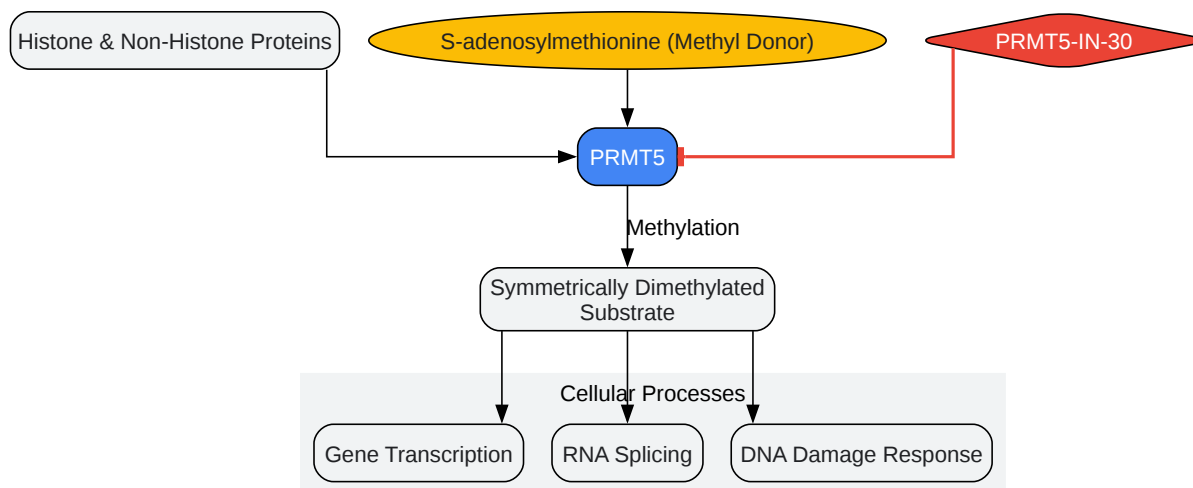 Histone & Non-Histone Proteins
S-adenosylmethionine (Methyl Donor)
PRMT5-IN-30
PRMT5
Methylation
Symmetrically Dimethylated
Substrate
Cellular Processes
Gene Transcription
RNA Splicing
DNA Damage Response